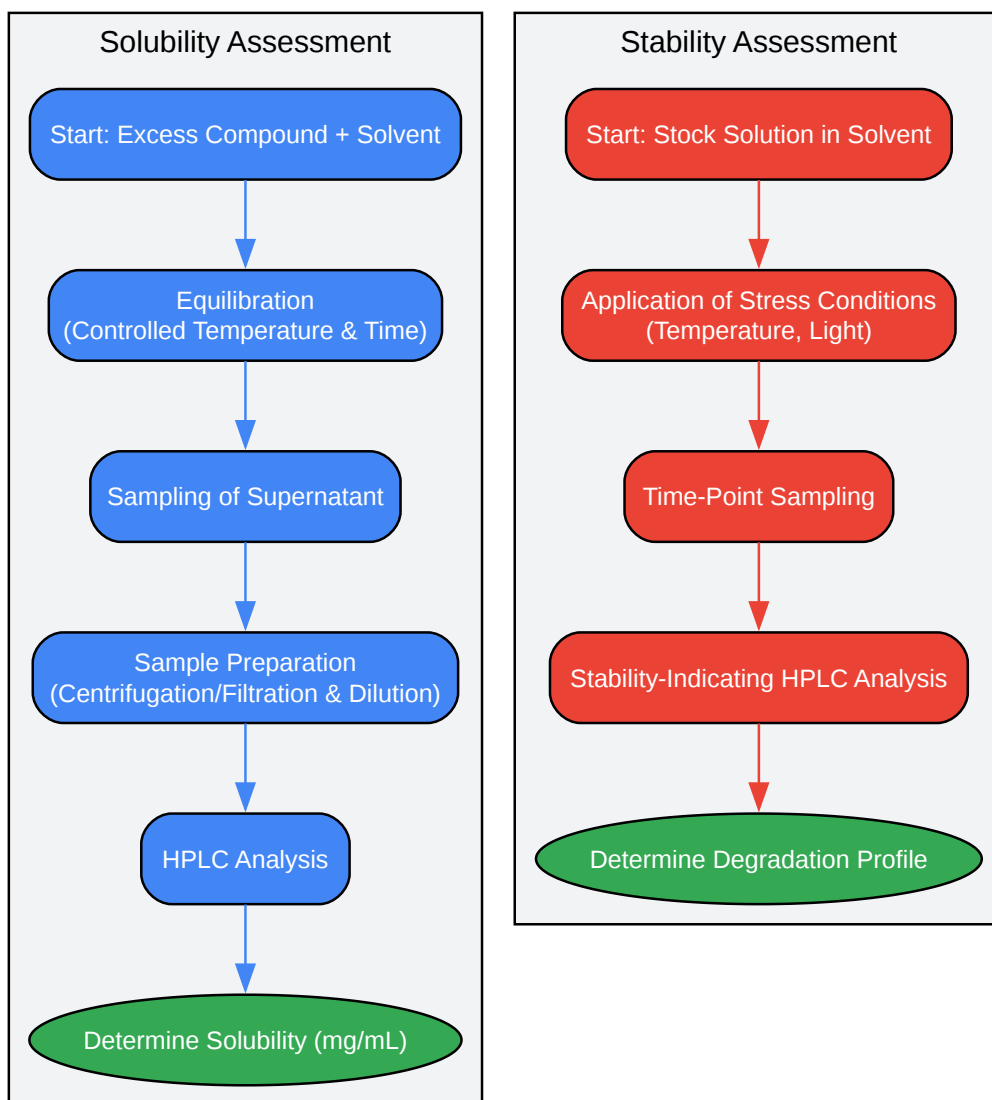 Solubility Assessment
Start: Excess Compound + Solvent
Equilibration
(Controlled Temperature & Time)
Sampling of Supernatant
Sample Preparation
(Centrifugation/Filtration & Dilution)
HPLC Analysis
Determine Solubility (mg/mL)
Stability Assessment
Start: Stock Solution in Solvent
Application of Stress Conditions
(Temperature, Light)
Time-Point Sampling
Stability-Indicating HPLC Analysis
Determine Degradation Profile